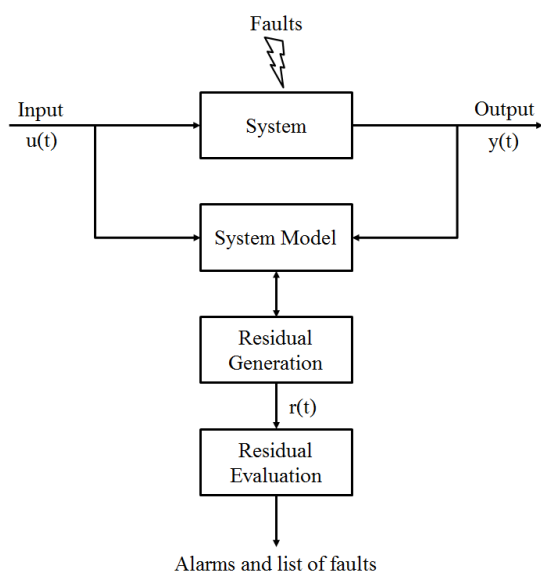 Faults
Input
u(t)
System
Output
y(t)
System Model
Residual
Generation
r(t)
Residual
Evaluation
Alarms and list of faults